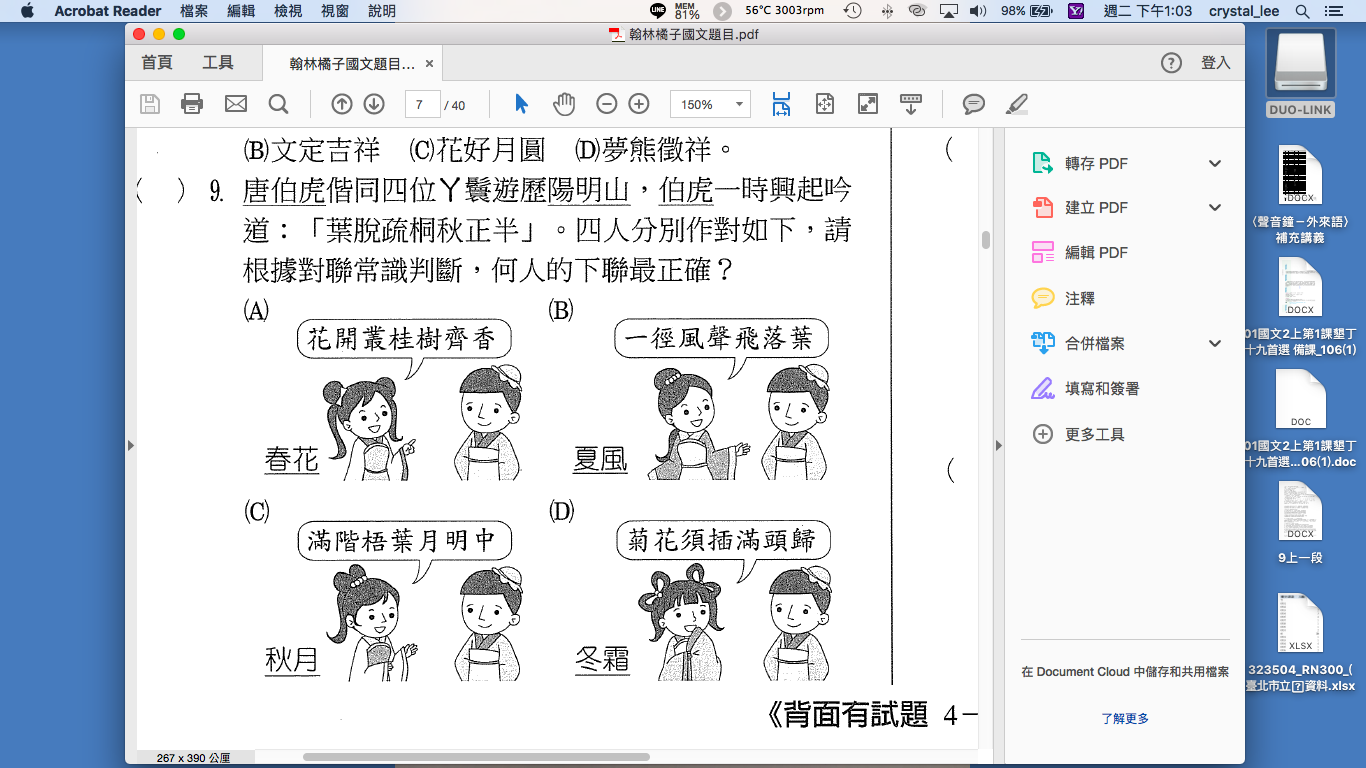 Acrobat Reader 檔案 編輯 檢視 視窗 說明
LINE MEM 81% 56°C 3003rpm 98% 週二 下午1:03 crystal_lee
翰林橘子國文題目.pdf
首頁 工具 翰林橘子國文題目... × ? 登入
7 / 40 150%
(B)文定吉祥 (C)花好月圓 (D)夢熊徵祥。
(
( ) 9. 唐伯虎偕同四位丫鬟遊歷陽明山，伯虎一時興起吟
道：「葉脫疏桐秋正半」。四人分別作對如下，請
根據對聯常識判斷，何人的下聯最正確？
(A)
花開叢桂樹齊香
春花
(B)
一徑風聲飛落葉
夏風
(
(C)
滿階梧葉月明中
秋月
(D)
菊花須插滿頭歸
冬霜
《背面有試題 4－
267 x 390 公厘
轉存 PDF
建立 PDF
編輯 PDF
注釋
合併檔案
填寫和簽署
更多工具
在 Document Cloud 中儲存和共用檔案
了解更多
DUO-LINK
DOCX
〈聲音鐘－外來語〉
補充講義
DOCX
01國文2上第1課墾丁
十九首選 備課_106(1)
DOC
01國文2上第1課墾丁
十九首選...06(1).doc
DOCX
9上一段
XLSX
323504_RN300_(
臺北市立?資料.xlsx